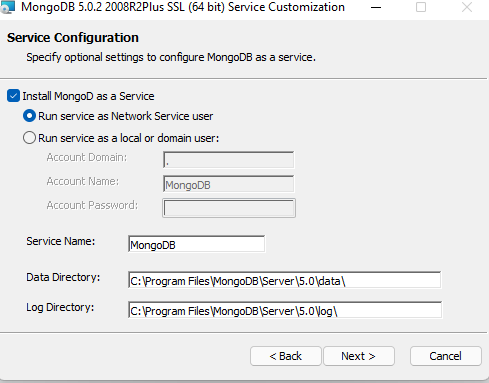 MongoDB 5.0.2 2008R2Plus SSL (64 bit) Service Customization
Service Configuration
Specify optional settings to configure MongoDB as a service.
Install MongoD as a Service
Run service as Network Service user
Run service as a local or domain user:
Account Domain: .
Account Name: MongoDB
Account Password:
Service Name: MongoDB
Data Directory: C:\Program Files\MongoDB\Server\5.0\data\
Log Directory: C:\Program Files\MongoDB\Server\5.0\log\
< Back Next > Cancel